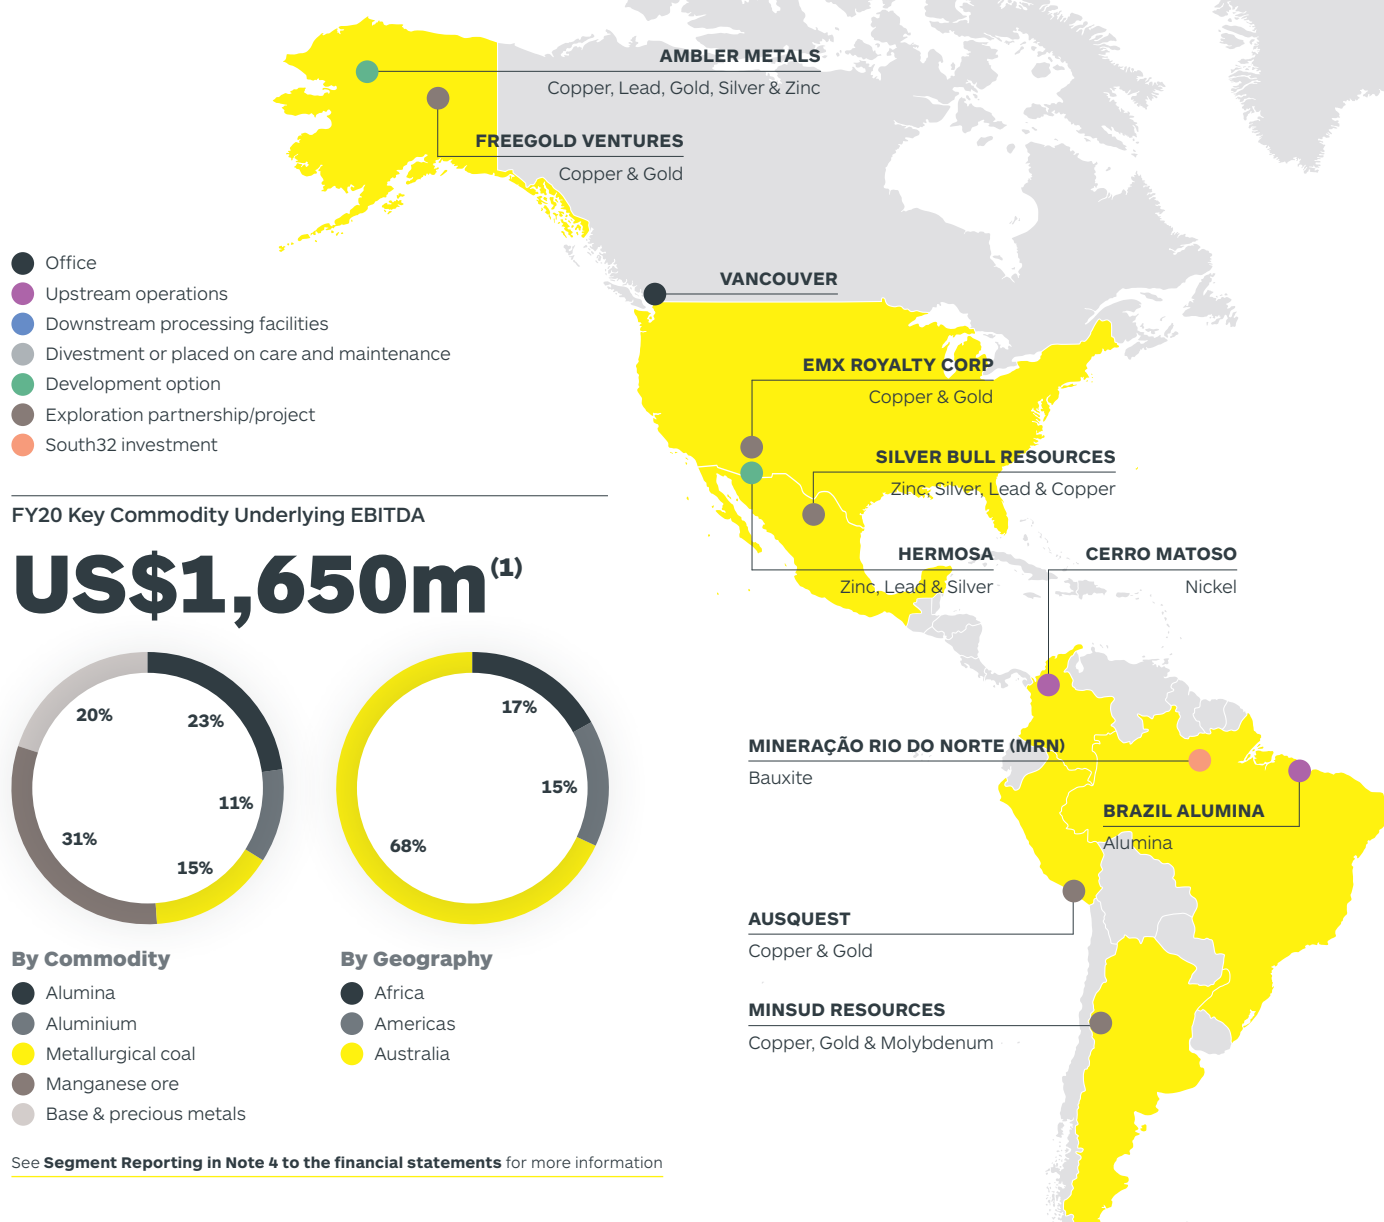 AMBLER METALS
Copper, Lead, Gold, Silver & Zinc
FREEGOLD VENTURES
Copper & Gold
Office
Upstream operations
Downstream processing facilities
Divestment or placed on care and maintenance
Development option
Exploration partnership/project
South32 investment
VANCOUVER
EMX ROYALTY CORP
Copper & Gold
SILVER BULL RESOURCES
Zinc, Silver, Lead & Copper
HERMOSA
Zinc, Lead & Silver
CERRO MATOSO
Nickel
MINERAÇÃO RIO DO NORTE (MRN)
Bauxite
BRAZIL ALUMINA
Alumina
AUSQUEST
Copper & Gold
MINSUD RESOURCES
Copper, Gold & Molybdenum
FY20 Key Commodity Underlying EBITDA
US$1,650m(1)
20%
23%
11%
31%
15%
17%
15%
68%
By Commodity
Alumina
Aluminium
Metallurgical coal
Manganese ore
Base & precious metals
By Geography
Africa
Americas
Australia
See Segment Reporting in Note 4 to the financial statements for more information